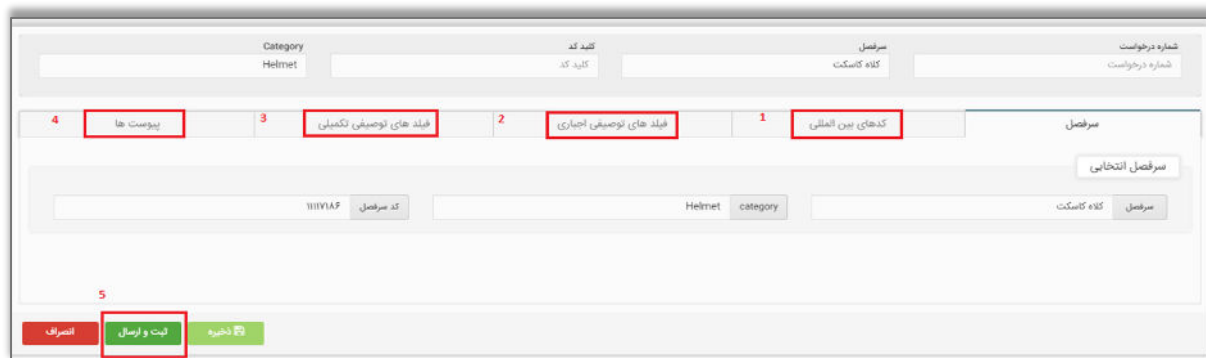 شماره درخواست سرفصل کلید کد Category
شماره درخواست کلاه کاسکت کلید کد Helmet
سرفصل کدهای بین المللی 1 فیلد های توصیفی اجباری 2 فیلد های توصیفی تکمیلی 3 پیوست ها 4
سرفصل انتخابی
سرفصل کلاه کاسکت category Helmet کد سرفصل ۱۱۱۱۷۱۸۶
5
ذخیره ثبت و ارسال انصراف